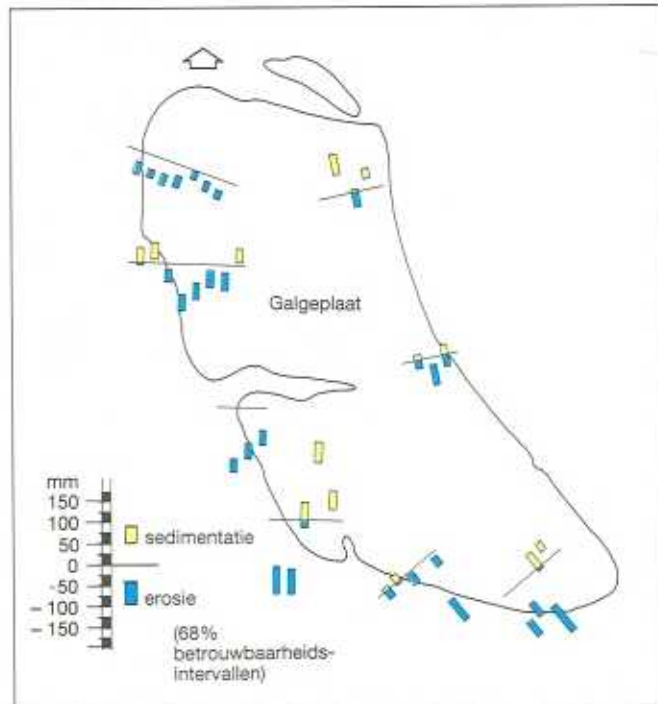 Galgeplaat
mm
150
100
50
0
-50
- 100
- 150
sedimentatie
erosie
(68%
betrouwbaarheids-
intervallen)